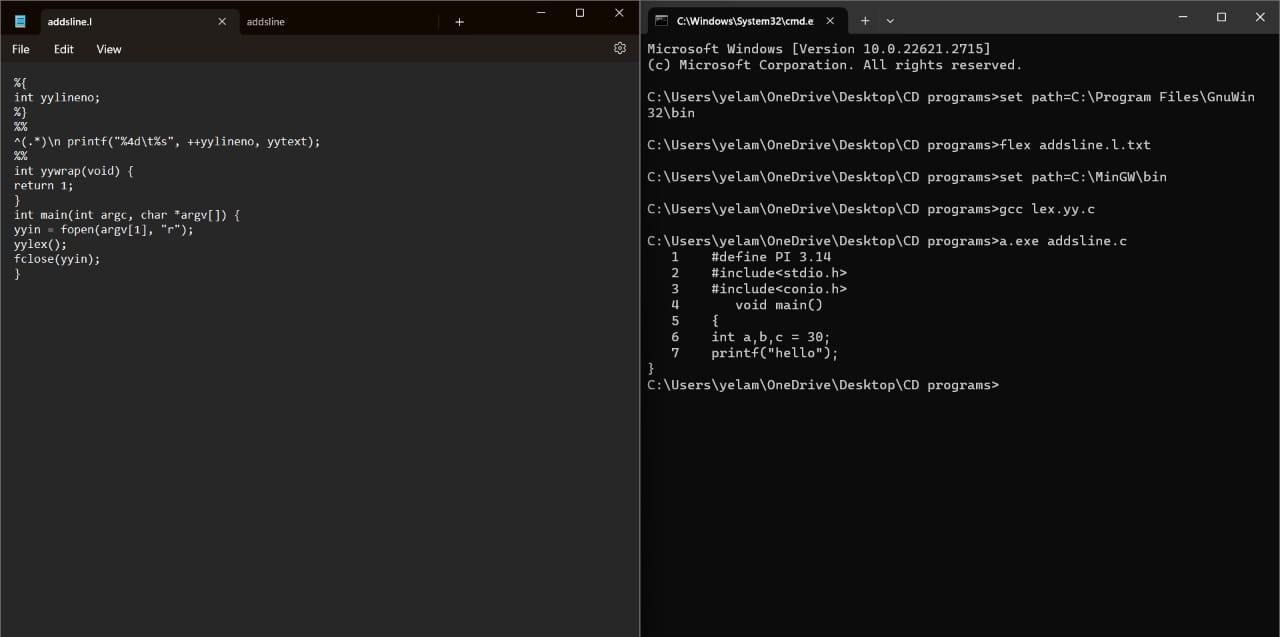 addsline.l
addsline
File Edit View
%{
int yylineno;
%}
%%
^(.*)\n printf("%4d\t%s", ++yylineno, yytext);
%%
int yywrap(void) {
return 1;
}
int main(int argc, char *argv[]) {
yyin = fopen(argv[1], "r");
yylex();
fclose(yyin);
}
C:\Windows\System32\cmd.e
Microsoft Windows [Version 10.0.22621.2715]
(c) Microsoft Corporation. All rights reserved.
C:\Users\yelam\OneDrive\Desktop\CD programs>set path=C:\Program Files\GnuWin
32\bin
C:\Users\yelam\OneDrive\Desktop\CD programs>flex addsline.l.txt
C:\Users\yelam\OneDrive\Desktop\CD programs>set path=C:\MinGW\bin
C:\Users\yelam\OneDrive\Desktop\CD programs>gcc lex.yy.c
C:\Users\yelam\OneDrive\Desktop\CD programs>a.exe addsline.c
1 #define PI 3.14
2 #include<stdio.h>
3 #include<conio.h>
4 void main()
5 {
6 int a,b,c = 30;
7 printf("hello");
}
C:\Users\yelam\OneDrive\Desktop\CD programs>